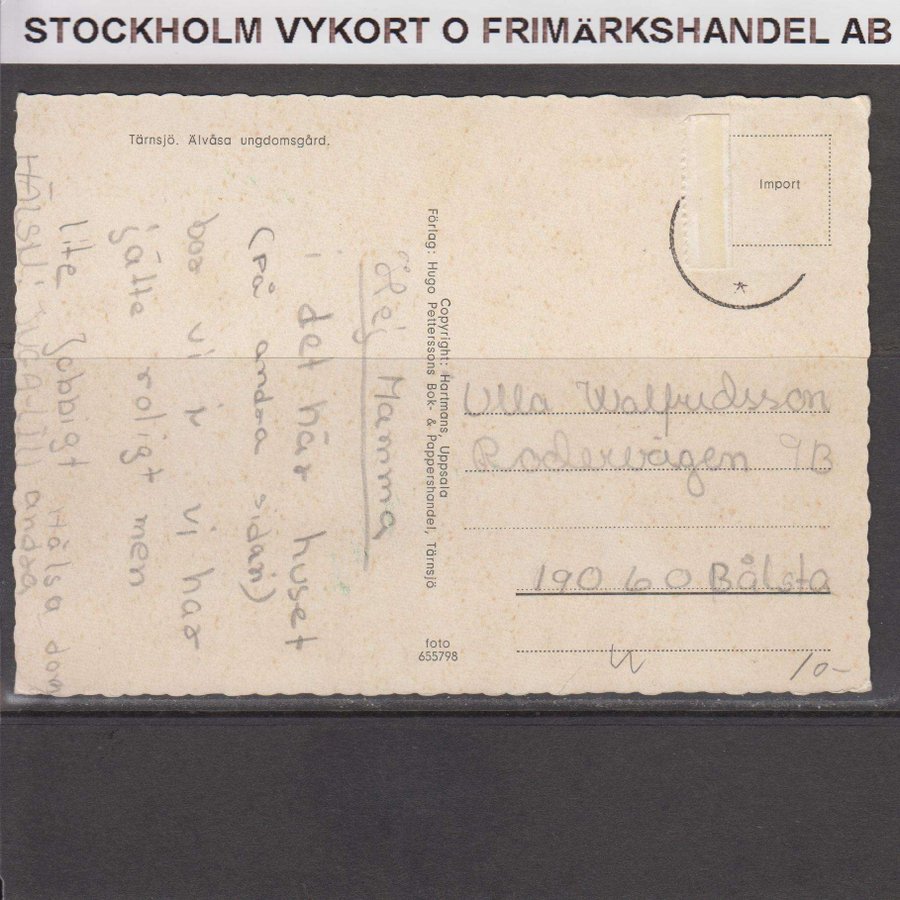 STOCKHOLM VYKORT O FRIMÄRKSHANDEL AB
Tärnsjö. Älvåsa ungdomsgård.
Import
Hej Mamma
i det här huset
(på andra sidan)
bor vi i vi har
jätte roligt men
lite jobbigt Hälsa dom
andra
Förlag: Hugo Petterssons Bok- & Pappershandel, Tärnsjö
Copyright: Hartmans, Uppsala
foto
655798
Ulla Walfridsson
Rodervägen 9B
190 60 Bålsta
10-